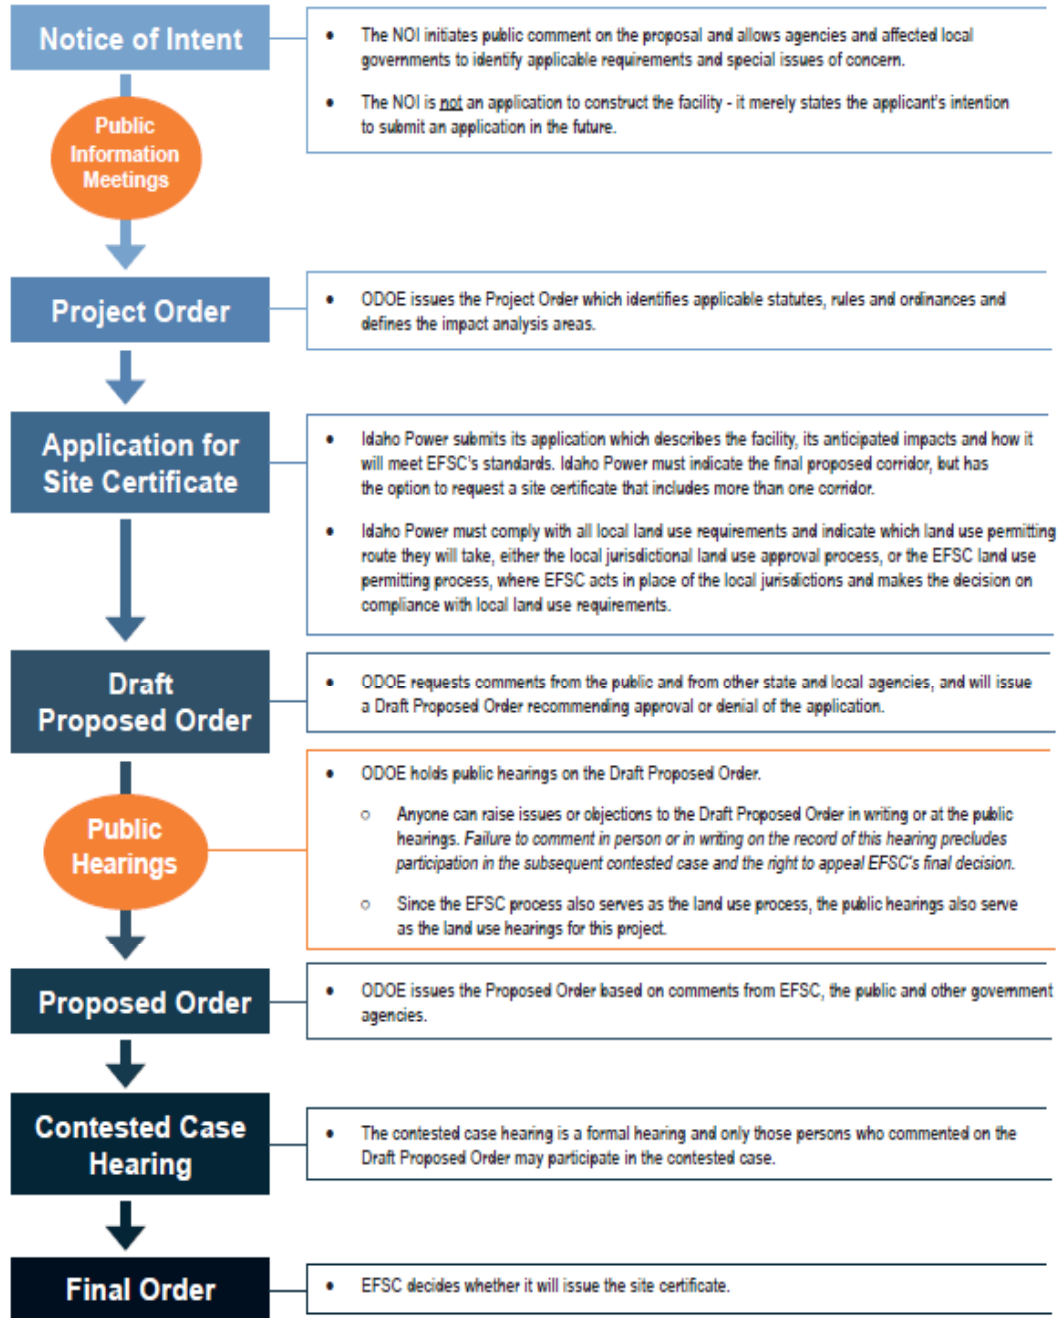 Notice of Intent
• The NOI initiates public comment on the proposal and allows agencies and affected local
governments to identify applicable requirements and special issues of concern.
• The NOI is not an application to construct the facility - it merely states the applicant's intention
to submit an application in the future.
Public
Information
Meetings
Project Order
• ODOE issues the Project Order which identifies applicable statutes, rules and ordinances and
defines the impact analysis areas.
Application for
Site Certificate
• Idaho Power submits its application which describes the facility, its anticipated impacts and how it
will meet EFSC's standards. Idaho Power must indicate the final proposed corridor, but has
the option to request a site certificate that includes more than one corridor.
• Idaho Power must comply with all local land use requirements and indicate which land use permitting
route they will take, either the local jurisdictional land use approval process, or the EFSC land use
permitting process, where EFSC acts in place of the local jurisdictions and makes the decision on
compliance with local land use requirements.
Draft
Proposed Order
• ODOE requests comments from the public and from other state and local agencies, and will issue
a Draft Proposed Order recommending approval or denial of the application.
Public
Hearings
• ODOE holds public hearings on the Draft Proposed Order.
○ Anyone can raise issues or objections to the Draft Proposed Order in writing or at the public
hearings. Failure to comment in person or in writing on the record of this hearing precludes
participation in the subsequent contested case and the right to appeal EFSC's final decision.
○ Since the EFSC process also serves as the land use process, the public hearings also serve
as the land use hearings for this project.
Proposed Order
• ODOE issues the Proposed Order based on comments from EFSC, the public and other government
agencies.
Contested Case
Hearing
• The contested case hearing is a formal hearing and only those persons who commented on the
Draft Proposed Order may participate in the contested case.
Final Order
• EFSC decides whether it will issue the site certificate.